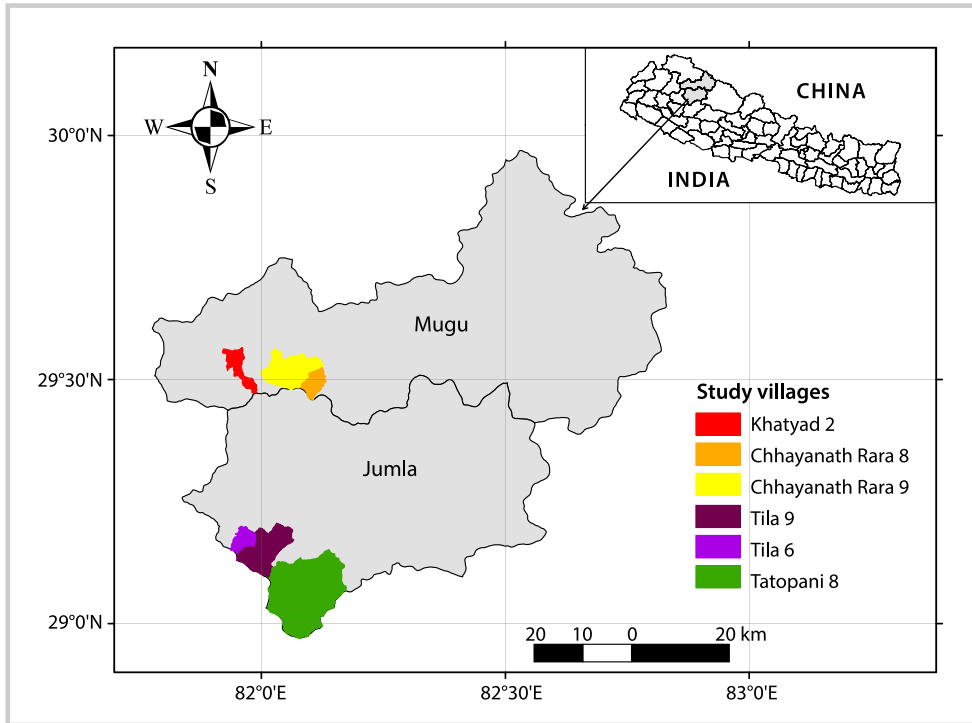 N
W E
S
CHINA
INDIA
30°0'N
29°30'N
29°0'N
Mugu
Jumla
Study villages
Khatyad 2
Chhayanath Rara 8
Chhayanath Rara 9
Tila 9
Tila 6
Tatopani 8
20 10 0 20 km
82°0'E 82°30'E 83°0'E